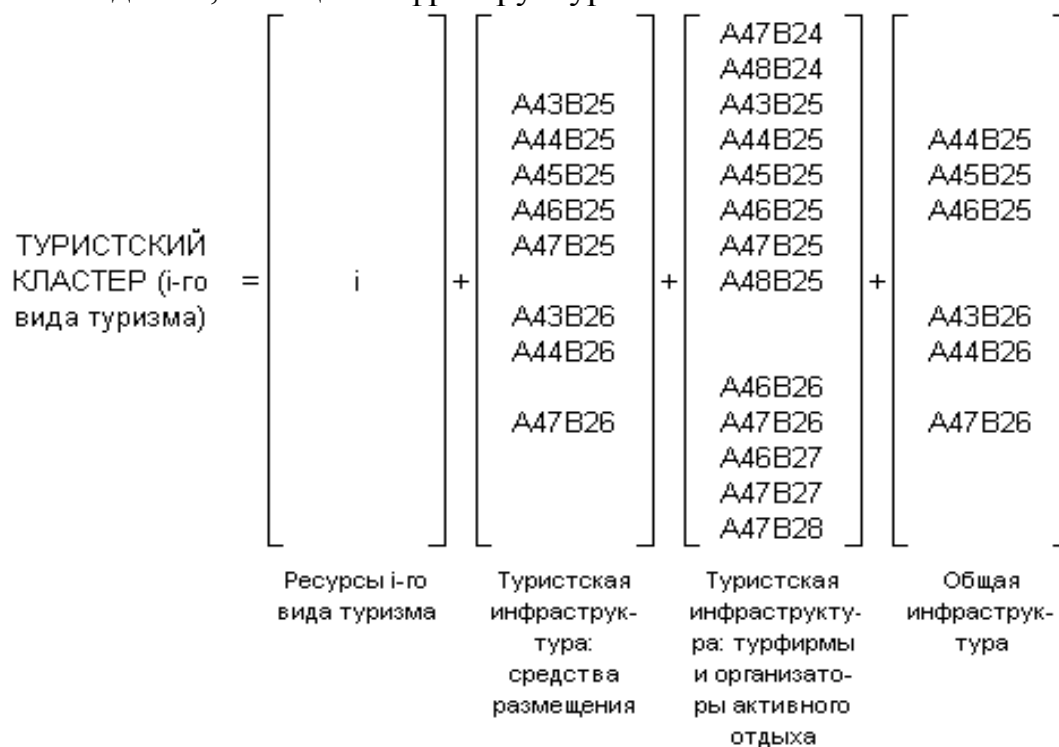 ТУРИСТСКИЙ
КЛАСТЕР (i-го
вида туризма)
=
i
+
A43B25
A44B25
A45B25
A46B25
A47B25
A43B26
A44B26
A47B26
+
A47B24
A48B24
A43B25
A44B25
A45B25
A46B25
A47B25
A48B25
A46B26
A47B26
A46B27
A47B27
A47B28
+
A44B25
A45B25
A46B25
A43B26
A44B26
A47B26
Ресурсы i-го
вида туризма
Туристская
инфраструк-
тура:
средства
размещения
Туристская
инфраструкту-
ра: турфирмы
и организато-
ры активного
отдыха
Общая
инфраструк-
тура